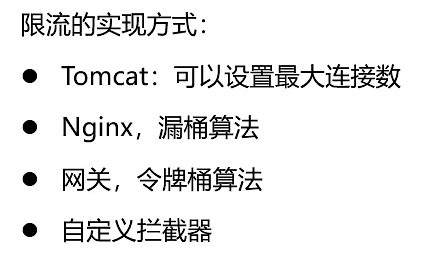 限流的实现方式：
● Tomcat：可以设置最大连接数
● Nginx，漏桶算法
● 网关，令牌桶算法
● 自定义拦截器